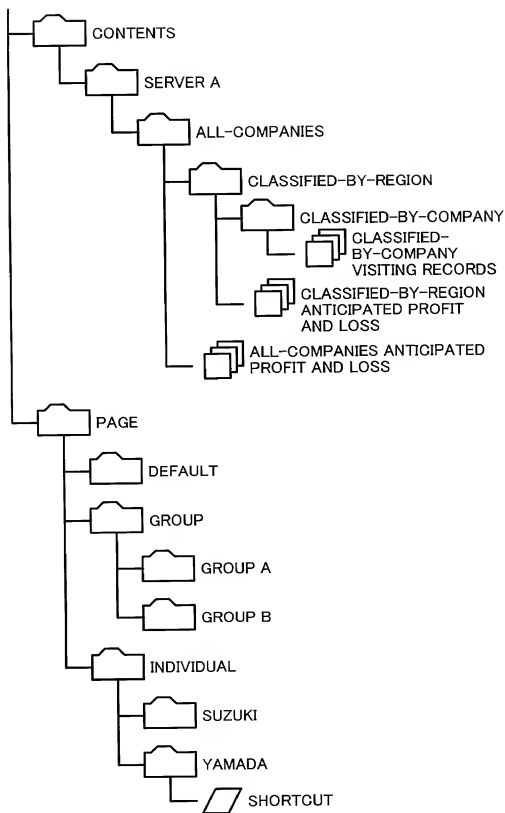 CONTENTS
SERVER A
ALL-COMPANIES
CLASSIFIED-BY-REGION
CLASSIFIED-BY-COMPANY
CLASSIFIED-
BY-COMPANY
VISITING RECORDS
CLASSIFIED-BY-REGION
ANTICIPATED PROFIT
AND LOSS
ALL-COMPANIES ANTICIPATED
PROFIT AND LOSS
PAGE
DEFAULT
GROUP
GROUP A
GROUP B
INDIVIDUAL
SUZUKI
YAMADA
SHORTCUT